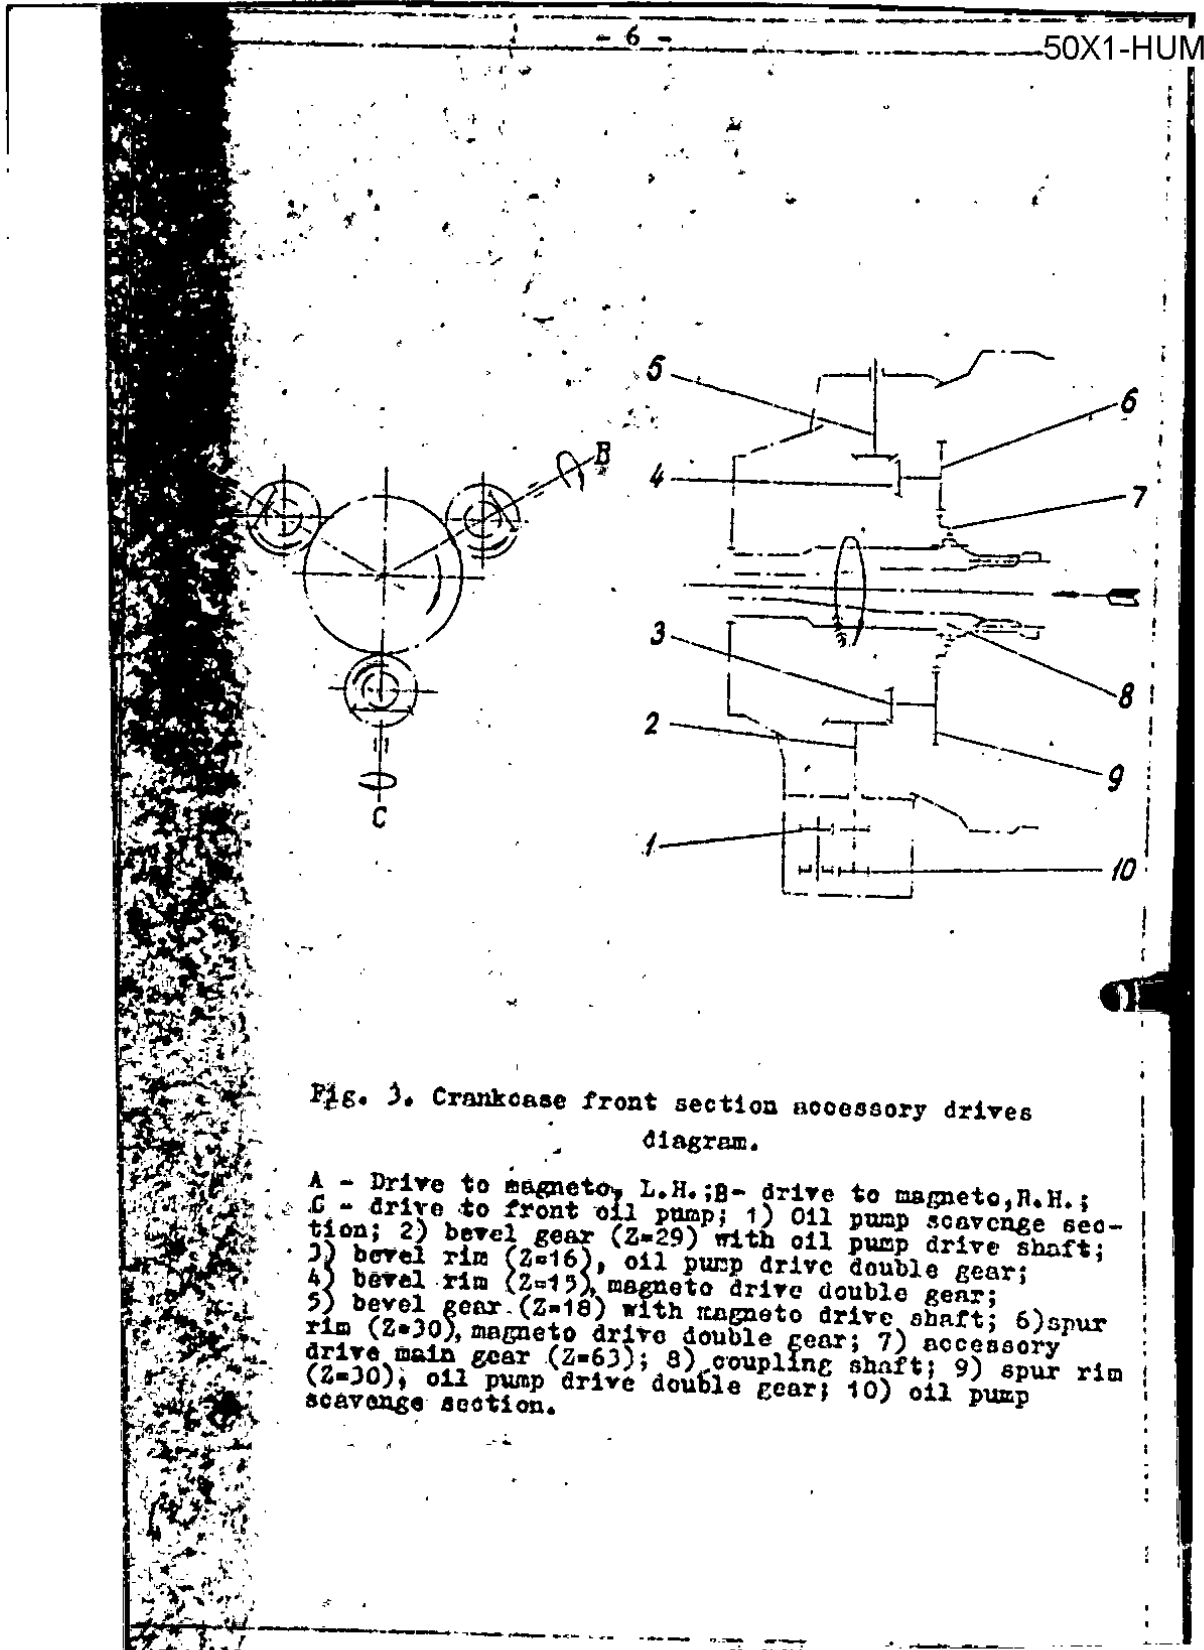 - 6 -
50X1-HUM
5
6
B
4
7
3
8
2
9
C
1
10
Fig. 3. Crankcase front section accessory drives
diagram.
A - Drive to magneto, L.H.;B- drive to magneto,R.H.;
C - drive to front oil pump; 1) Oil pump scavenge sec-
tion; 2) bevel gear (Z=29) with oil pump drive shaft;
3) bevel rim (Z=16), oil pump drive double gear;
4) bevel rim (Z=15), magneto drive double gear;
5) bevel gear (Z=18) with magneto drive shaft; 6)spur
rim (Z=30), magneto drive double gear; 7) accessory
drive main gear (Z=63); 8) coupling shaft; 9) spur rim
(Z=30), oil pump drive double gear; 10) oil pump
scavenge section.